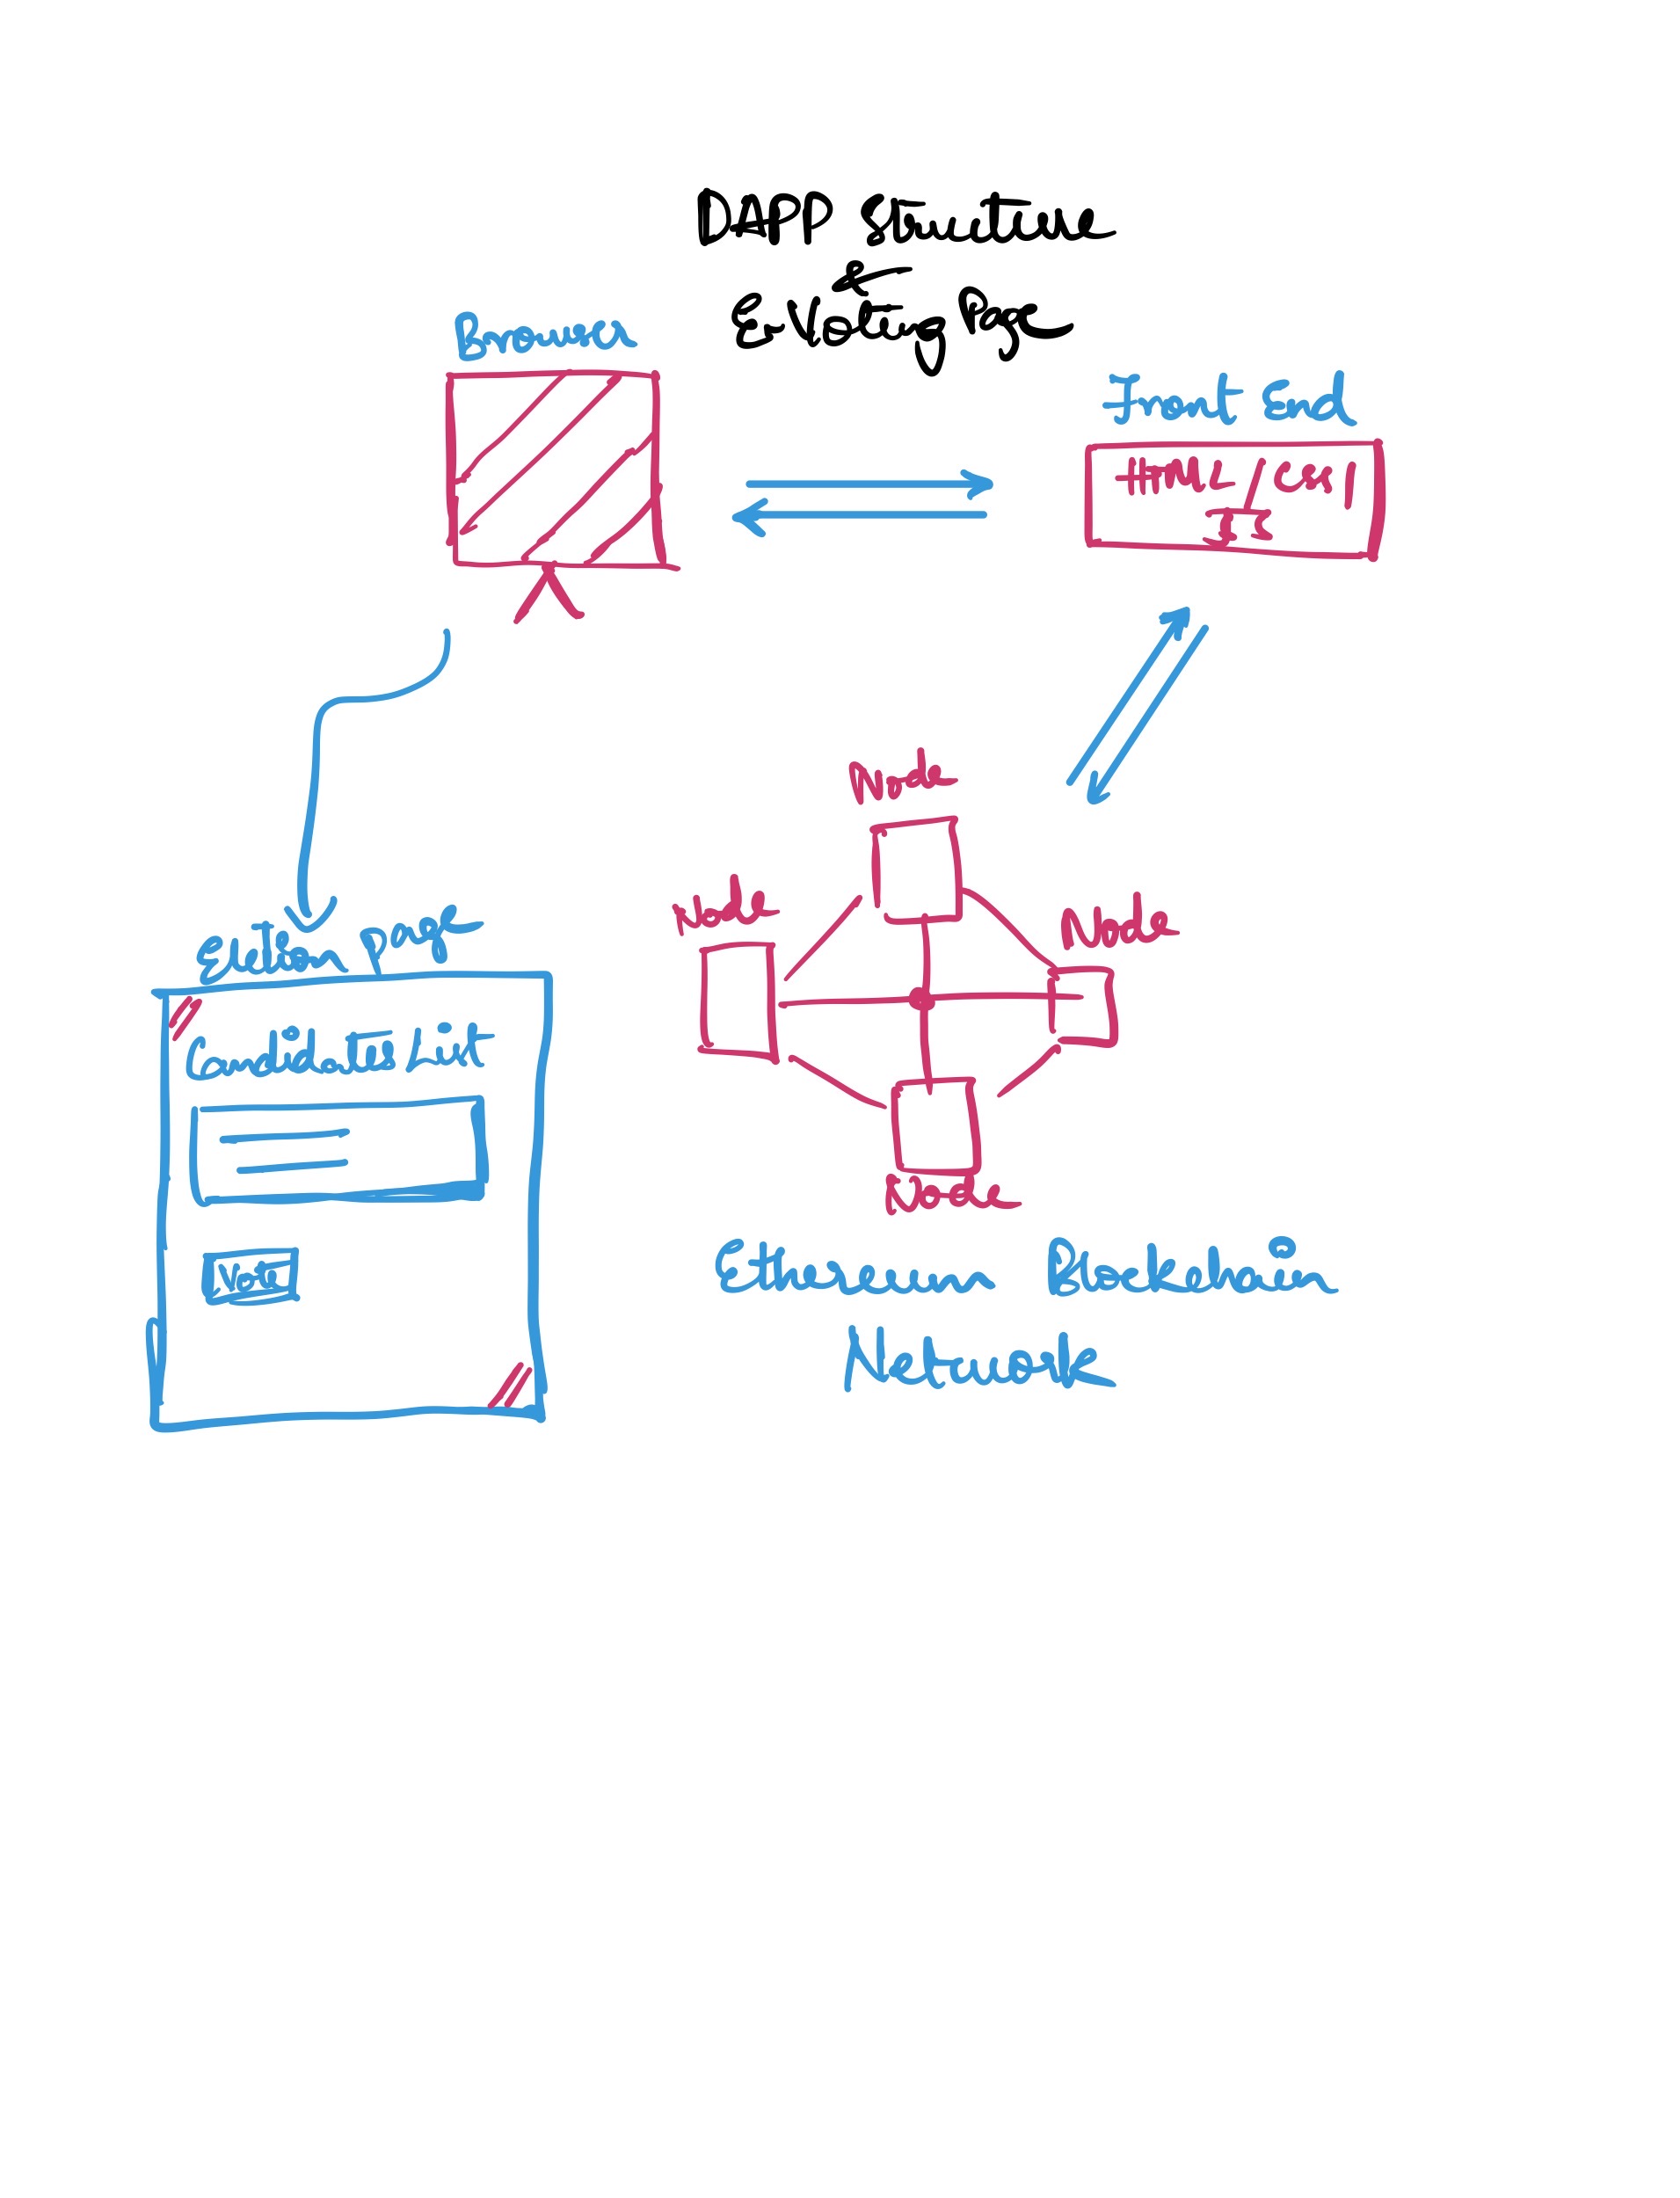 DAPP Structure
&
E-Voting Page
Browser
Front End
HTML / CSS /
JS
Node
Node
Node
Node
Ethereum Blockchain
Network
Election Page
Candidates List
Vote